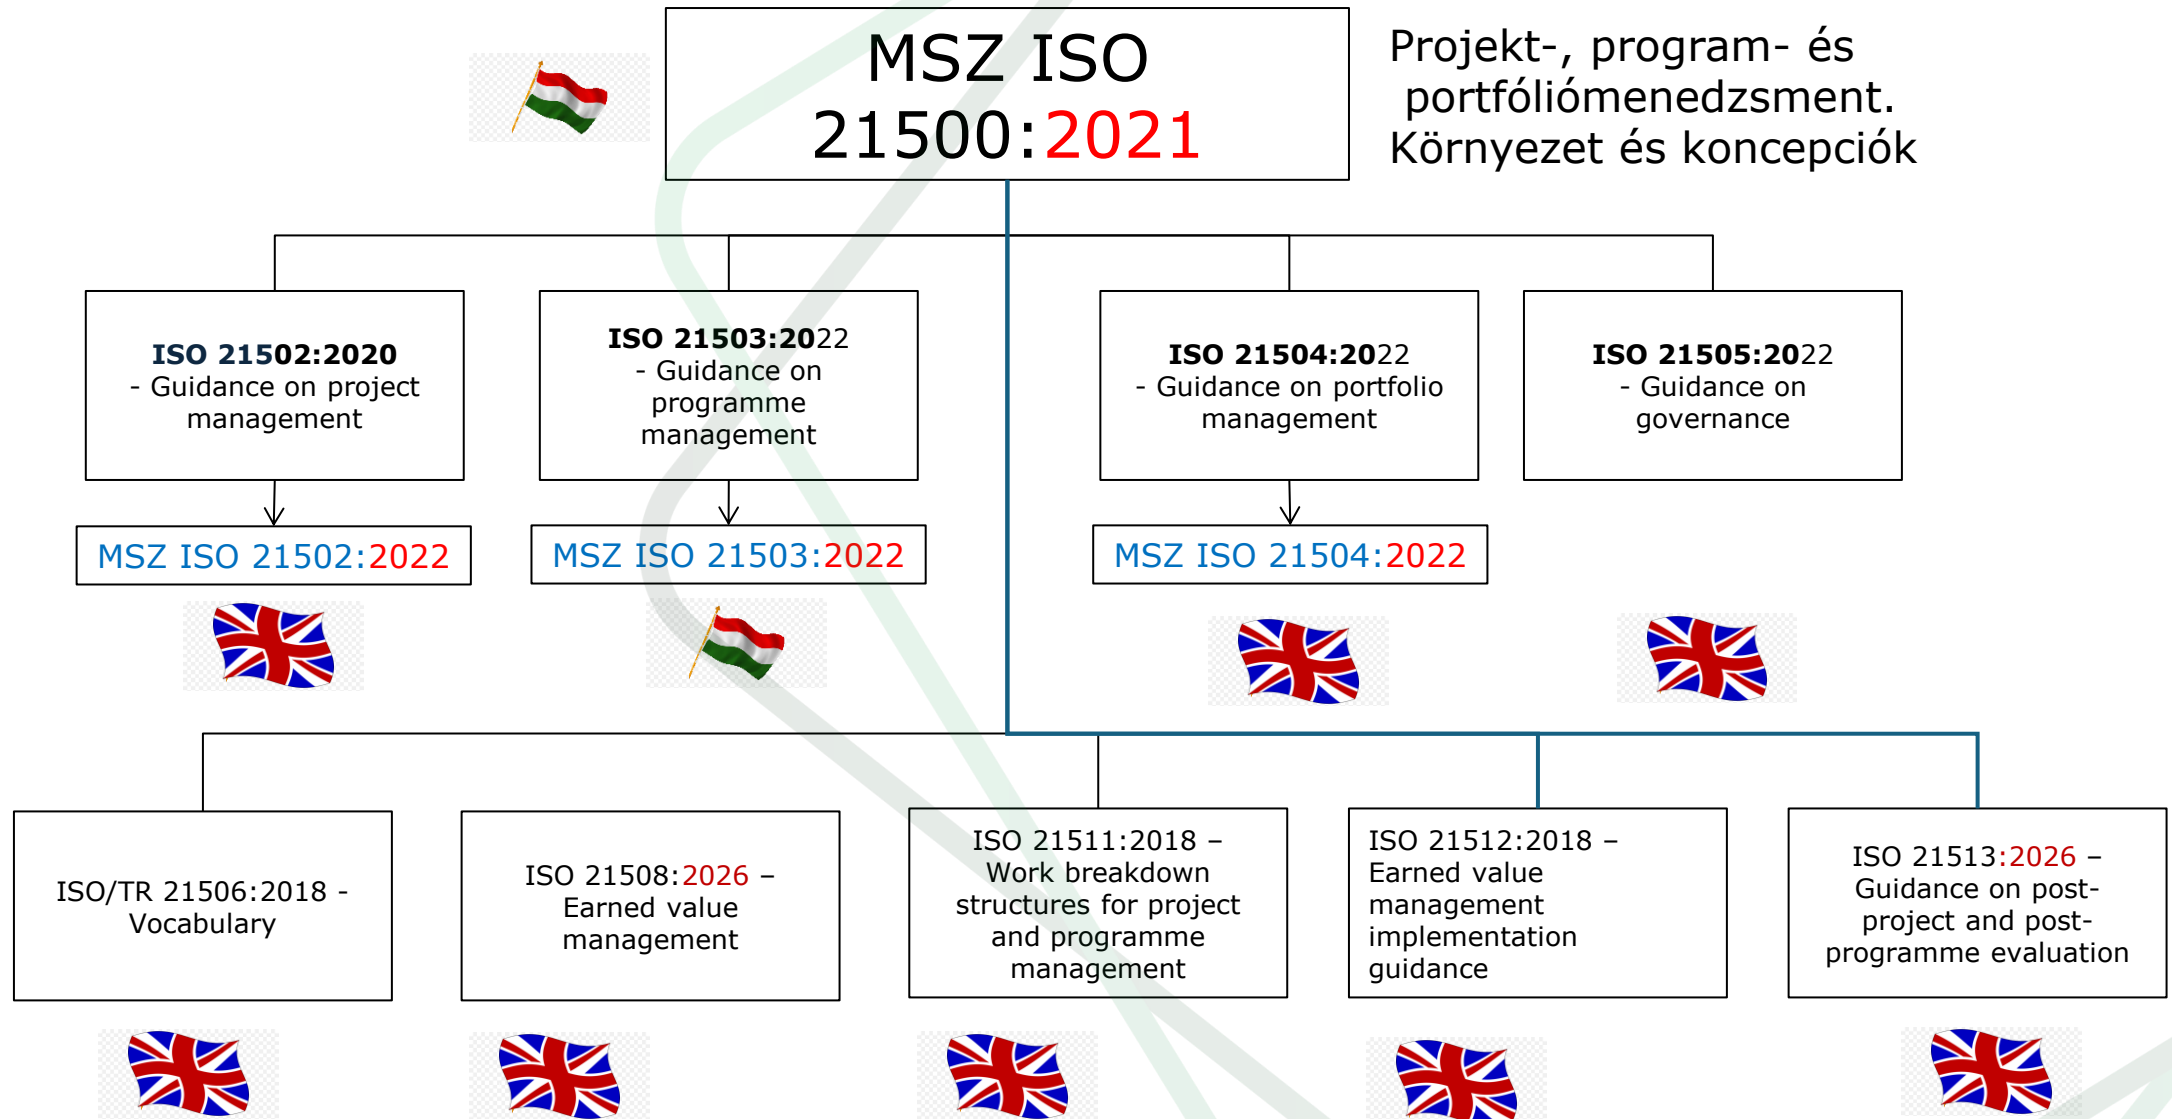 MSZ ISO
21500:2021
Projekt-, program- és
portfóliómenedzsment.
Környezet és koncepciók
ISO 21502:2020
- Guidance on project
management
ISO 21503:2022
- Guidance on
programme
management
ISO 21504:2022
- Guidance on portfolio
management
ISO 21505:2022
- Guidance on
governance
MSZ ISO 21502:2022
MSZ ISO 21503:2022
MSZ ISO 21504:2022
ISO/TR 21506:2018 -
Vocabulary
ISO 21508:2026 –
Earned value
management
ISO 21511:2018 –
Work breakdown
structures for project
and programme
management
ISO 21512:2018 –
Earned value
management
implementation
guidance
ISO 21513:2026 –
Guidance on post-
project and post-
programme evaluation